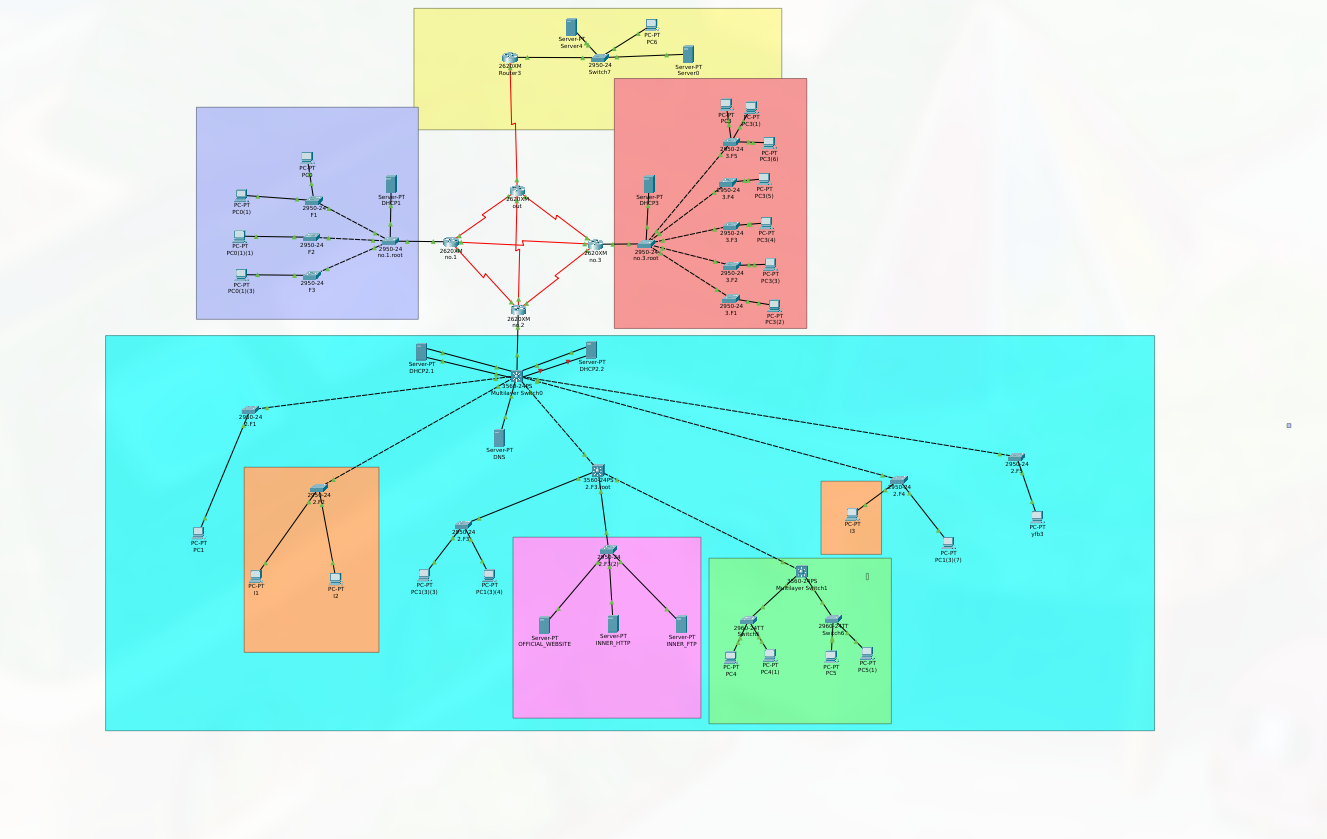 Server-PT
Server4
PC-PT
PC6
2620XM
Router3
2950-24
Switch7
Server-PT
Server0
PC-PT
PC-PT
PC3(1)
2950-24
3.F5
PC-PT
PC3(6)
PC-PT
2950-24
F1
PC-PT
PC0(1)
Server-PT
DHCP1
2950-24
F2
PC-PT
PC0(1)(1)
2950-24
no.1.root
2950-24
F3
PC-PT
PC0(1)(3)
2620XM
out
2620XM
no.1
2620XM
no.3
2620XM
no.2
Server-PT
DHCP3
2950-24
no.3.root
2950-24
3.F4
PC-PT
PC3(5)
2950-24
3.F3
PC-PT
PC3(4)
2950-24
3.F2
PC-PT
PC3(3)
2950-24
3.F1
PC-PT
PC3(2)
Server-PT
DHCP2.1
Server-PT
DHCP2.2
3560-24PS
Multilayer Switch0
2950-24
2.F1
Server-PT
DNS
PC-PT
PC1
2950-24
2.F2
PC-PT
I1
PC-PT
I2
3560-24PS
2.F3.root
2950-24
PC-PT
PC1(3)(3)
PC-PT
PC1(3)(4)
2950-24
2.F3(2)
Server-PT
OFFICIAL_WEBSITE
Server-PT
INNER_HTTP
Server-PT
INNER_FTP
3560-24PS
Multilayer Switch1
2960-24TT
2960-24TT
Switch6
PC-PT
PC4
PC-PT
PC4(1)
PC-PT
PC5
PC-PT
PC5(1)
2950-24
2.F4
PC-PT
I3
PC-PT
PC1(3)(7)
2950-24
2.F5
PC-PT
yfb3